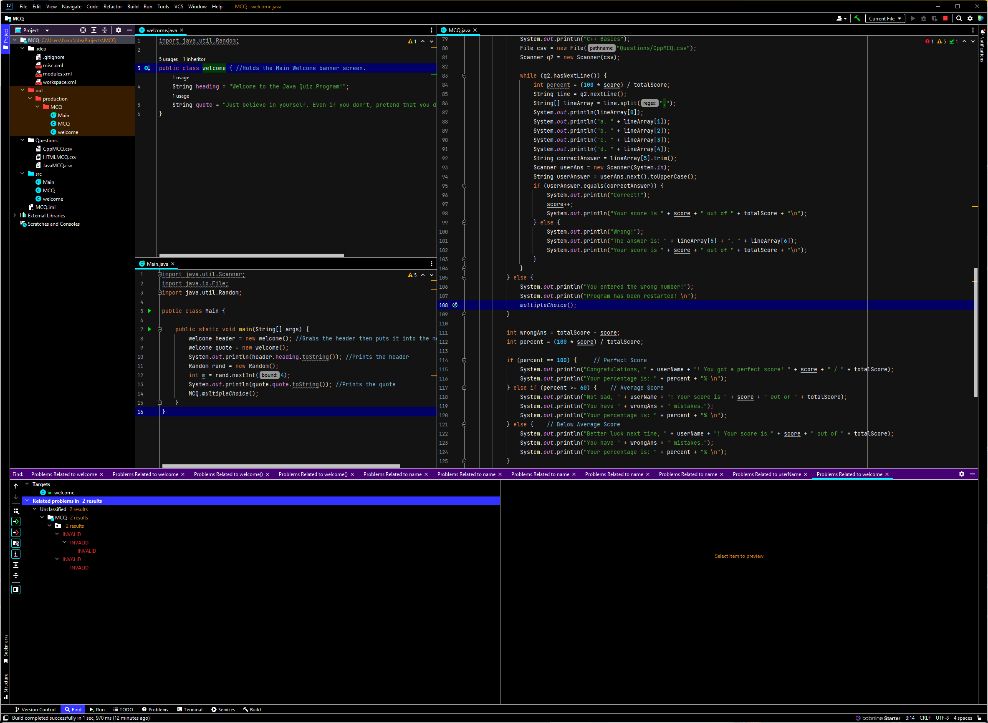 File Edit View Navigate Code Refactor Build Run Tools VCS Window Help MCQ - welcome.java
MCQ
Current File
Project
MCQ
.idea
.gitignore
misc.xml
modules.xml
workspace.xml
out
production
MCQ
Main
MCQ
welcome
Questions
CppMCQ.csv
HTMLMCQ.csv
JavaMCQ.csv
src
Main
MCQ
welcome
MCQ.iml
External Libraries
Scratches and Consoles
welcome.java
import java.util.Random;
5 usages 1 inheritor
public class welcome { //Holds the Main Welcome banner screen.
1 usage
String heading = "Welcome to the Java Quiz Program!";
1 usage
String quote = "Just believe in yourself. Even if you don't, pretend that you d
}
Main.java
import java.util.Scanner;
import java.io.File;
import java.util.Random;
public class Main {
public static void main(String[] args) {
welcome header = new welcome(); //Grabs the header then puts it into the me
welcome quote = new welcome();
System.out.println(header.heading.toString()); //Prints the header
Random rand = new Random();
int = rand.nextInt( bound: 4);
System.out.println(quote.quote.toString()); //Prints the quote
MCQ.multipleChoice();
}
}
MCQ.java
System.out.println("C++ Basics");
File csv = new File( pathname: "Questions/CppMCQ.csv");
Scanner q2 = new Scanner(csv);
while (q2.hasNextLine()) {
int percent = (100 * score) / totalScore;
String line = q2.nextLine();
String[] lineArray = line.split( regex: ",");
System.out.println(lineArray[0]);
System.out.println("a. " + lineArray[1]);
System.out.println("b. " + lineArray[2]);
System.out.println("c. " + lineArray[3]);
System.out.println("d. " + lineArray[4]);
String correctAnswer = lineArray[5].trim();
Scanner userAns = new Scanner(System.in);
String userAnswer = userAns.next().toUpperCase();
if (userAnswer.equals(correctAnswer)) {
System.out.println("Correct!");
score++;
System.out.println("Your score is " + score + " out of " + totalScore + "\n");
} else {
System.out.println("Wrong!");
System.out.println("The answer is: " + lineArray[5] + ". " + lineArray[6]);
System.out.println("Your score is " + score + " out of " + totalScore + "\n");
}
}
} else {
System.out.println("You entered the wrong number!");
System.out.println("Program has been restarted! \n");
multipleChoice();
}
int wrongAns = totalScore - score;
int percent = (100 * score) / totalScore;
if (percent == 100) { // Perfect Score
System.out.println("Congratulations, " + userName + "! You got a perfect score! " + score + " / " + totalScore);
System.out.println("Your percentage is: " + percent + "% \n");
} else if (percent >= 60) { // Average Score
System.out.println("Not bad, " + userName + "! Your score is " + score + " out of " + totalScore);
System.out.println("You have " + wrongAns + " mistakes.");
System.out.println("Your percentage is: " + percent + "% \n");
} else { // Below Average Score
System.out.println("Better luck next time, " + userName + "! Your score is " + score + " out of " + totalScore);
System.out.println("You have " + wrongAns + " mistakes.");
System.out.println("Your percentage is: " + percent + "% \n");
}
Find: Problems Related to welcome Problems Related to welcome Problems Related to welcome() Problems Related to welcome() Problems Related to name Problems Related to name Problems Related to name Problems Related to name Problems Related to name Problems Related to userName Problems Related to welcome
Targets
welcome
Related problems in 2 results
Unclassified 2 results
MCQ 2 results
2 results
INVALID
INVALID
INVALID
INVALID
INVALID
Select item to preview
Version Control Find Run TODO Problems Terminal Services Build
Build completed successfully in 1 sec, 970 ms (12 minutes ago)
3:14 CRLF UTF-8 4 spaces
Project
Bookmarks
Structure
Notifications